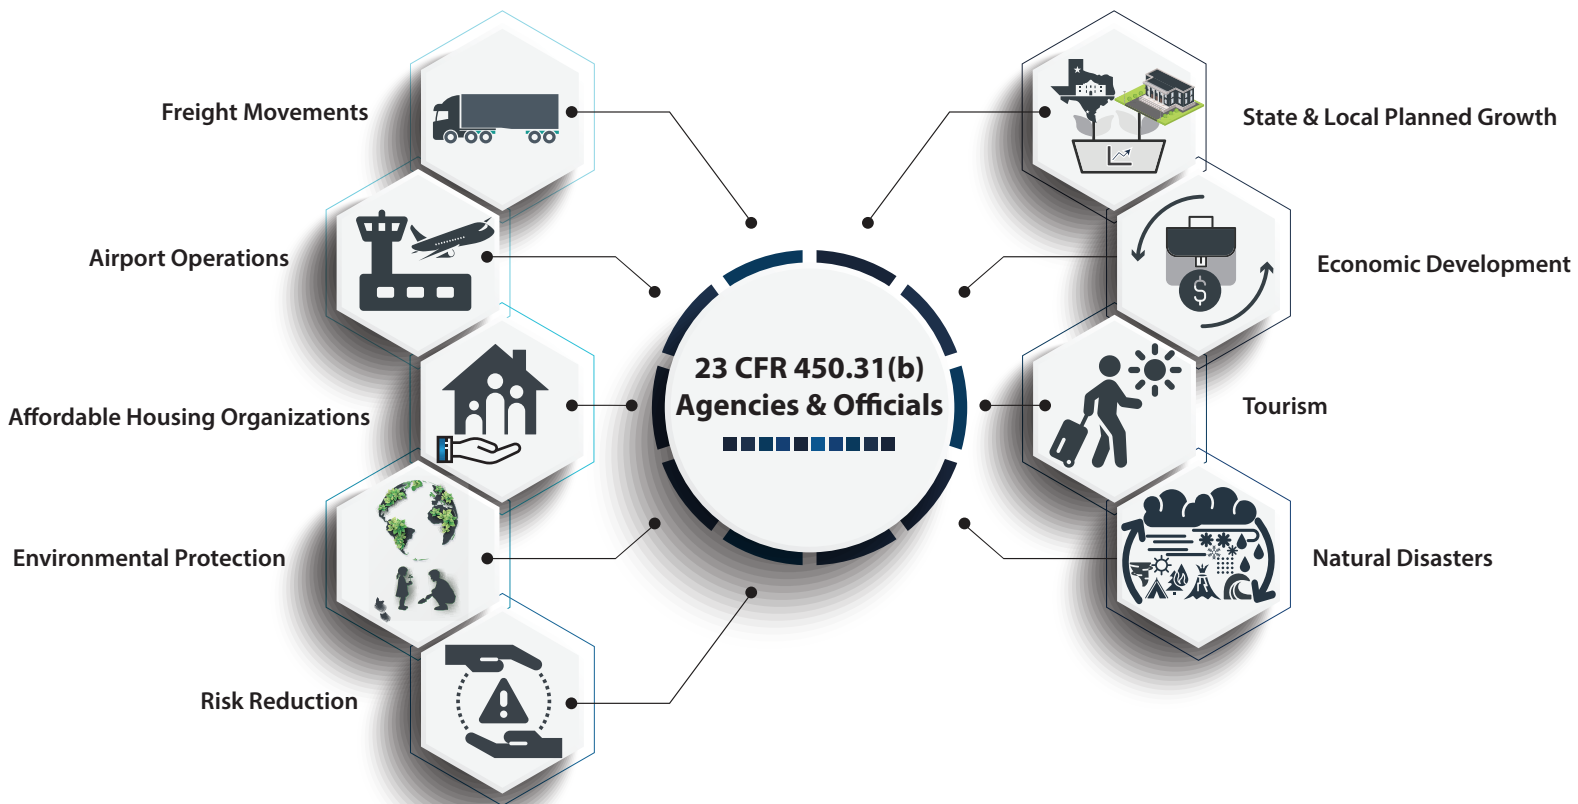 Freight Movements
Airport Operations
Affordable Housing Organizations
Environmental Protection
Risk Reduction
23 CFR 450.31(b)
Agencies & Officials
State & Local Planned Growth
Economic Development
$
Tourism
Natural Disasters